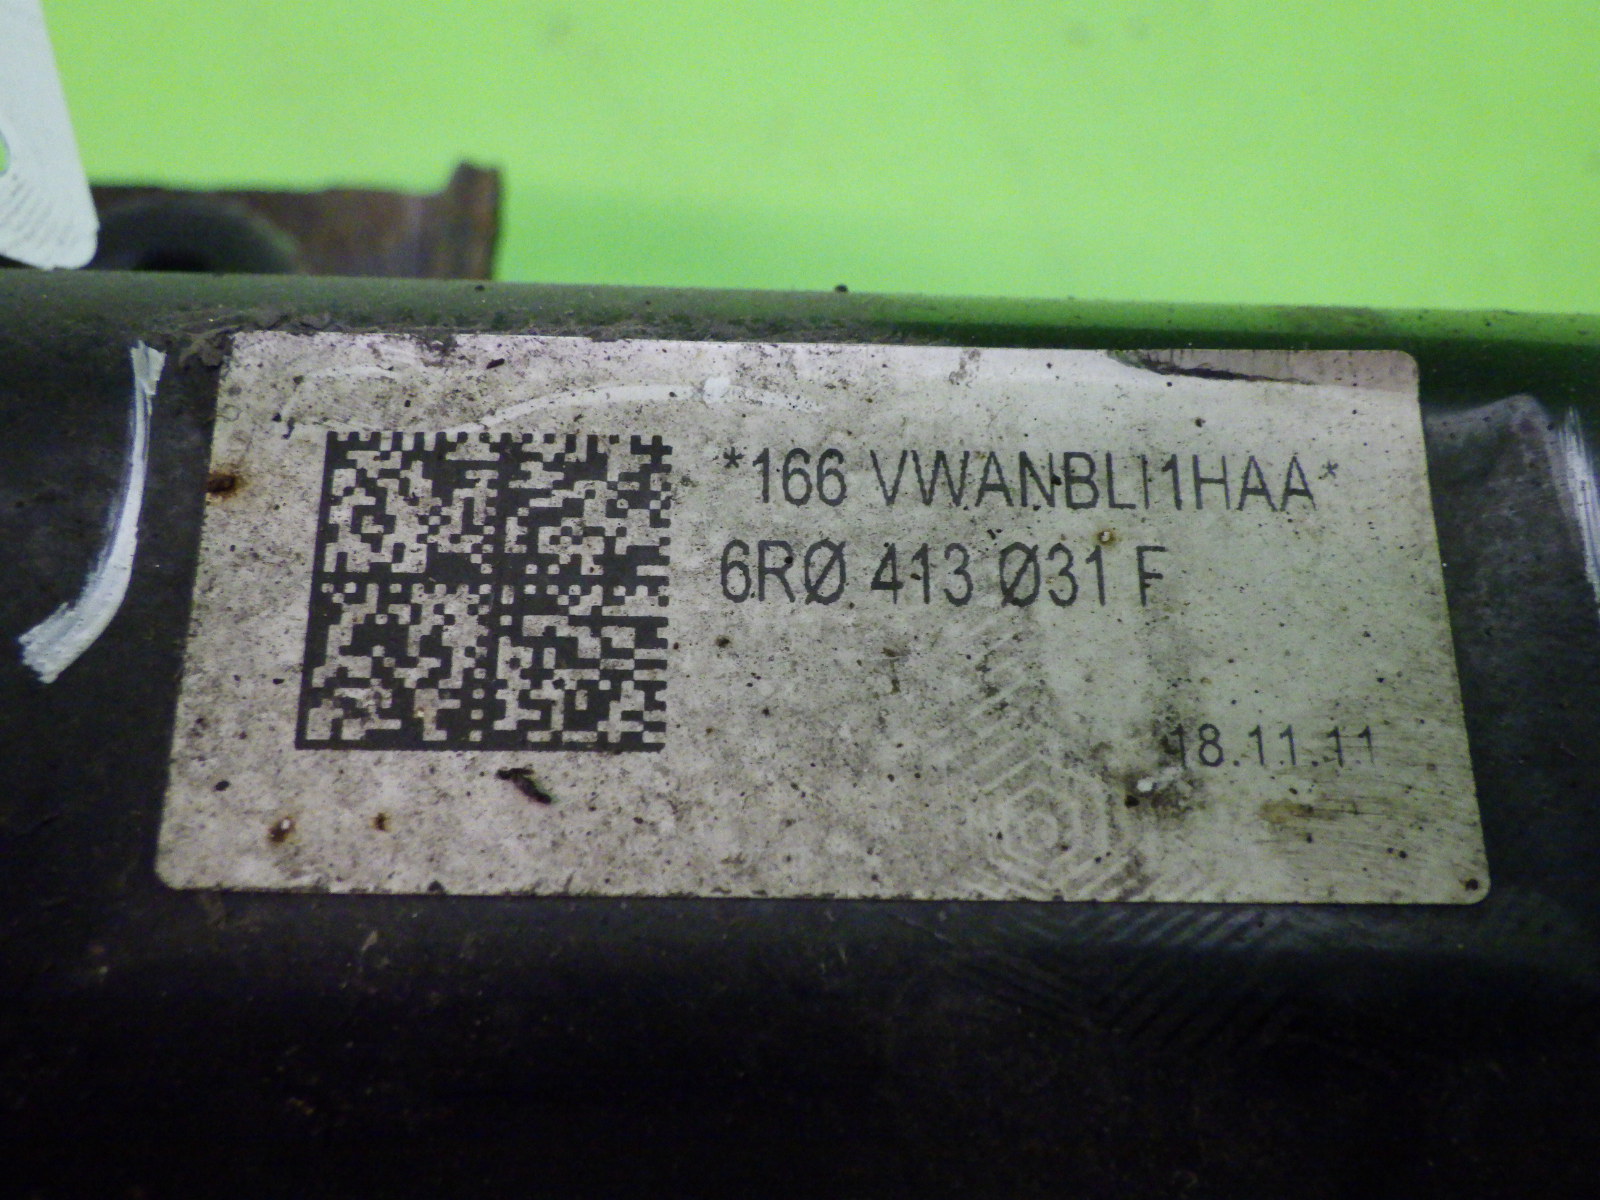 *166 VWANBLI1HAA*
6RØ 413 Ø31 F
18.11.11